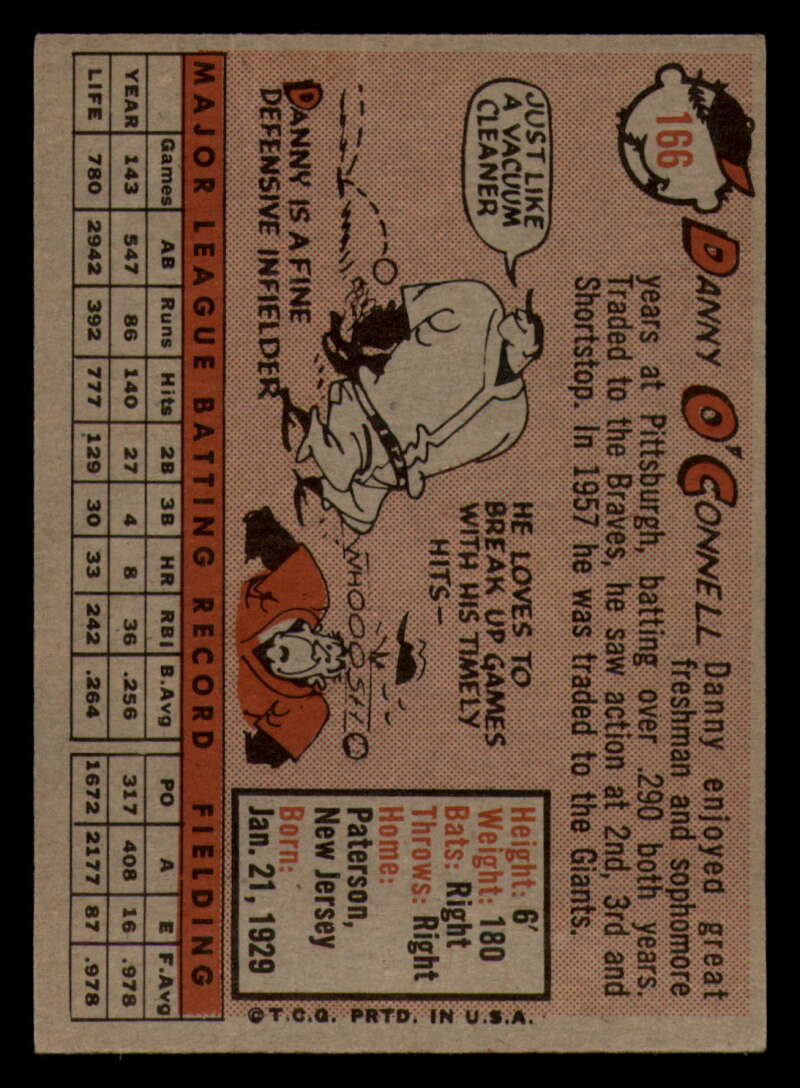 166
DANNY O'CONNELL Danny enjoyed great
freshman and sophomore
years at Pittsburgh, batting over .290 both years.
Traded to the Braves, he saw action at 2nd, 3rd and
Shortstop. In 1957 he was traded to the Giants.
JUST LIKE
A VACUUM
CLEANER
DANNY IS A FINE
DEFENSIVE INFIELDER
HE LOVES TO
BREAK UP GAMES
WITH HIS TIMELY
HITS—
WHOOOSH
Height: 6'
Weight: 180
Bats: Right
Throws: Right
Home:
Paterson,
New Jersey
Born:
Jan. 21, 1929
MAJOR LEAGUE BATTING RECORD FIELDING
Games AB Runs Hits 2B 3B HR RBI B.Avg PO A E F.Avg
YEAR 143 547 86 140 27 4 8 36 .256 317 408 16 .978
LIFE 780 2942 392 777 129 30 33 242 .264 1672 2177 87 .978
©T.C.G. PRTD. IN U.S.A.